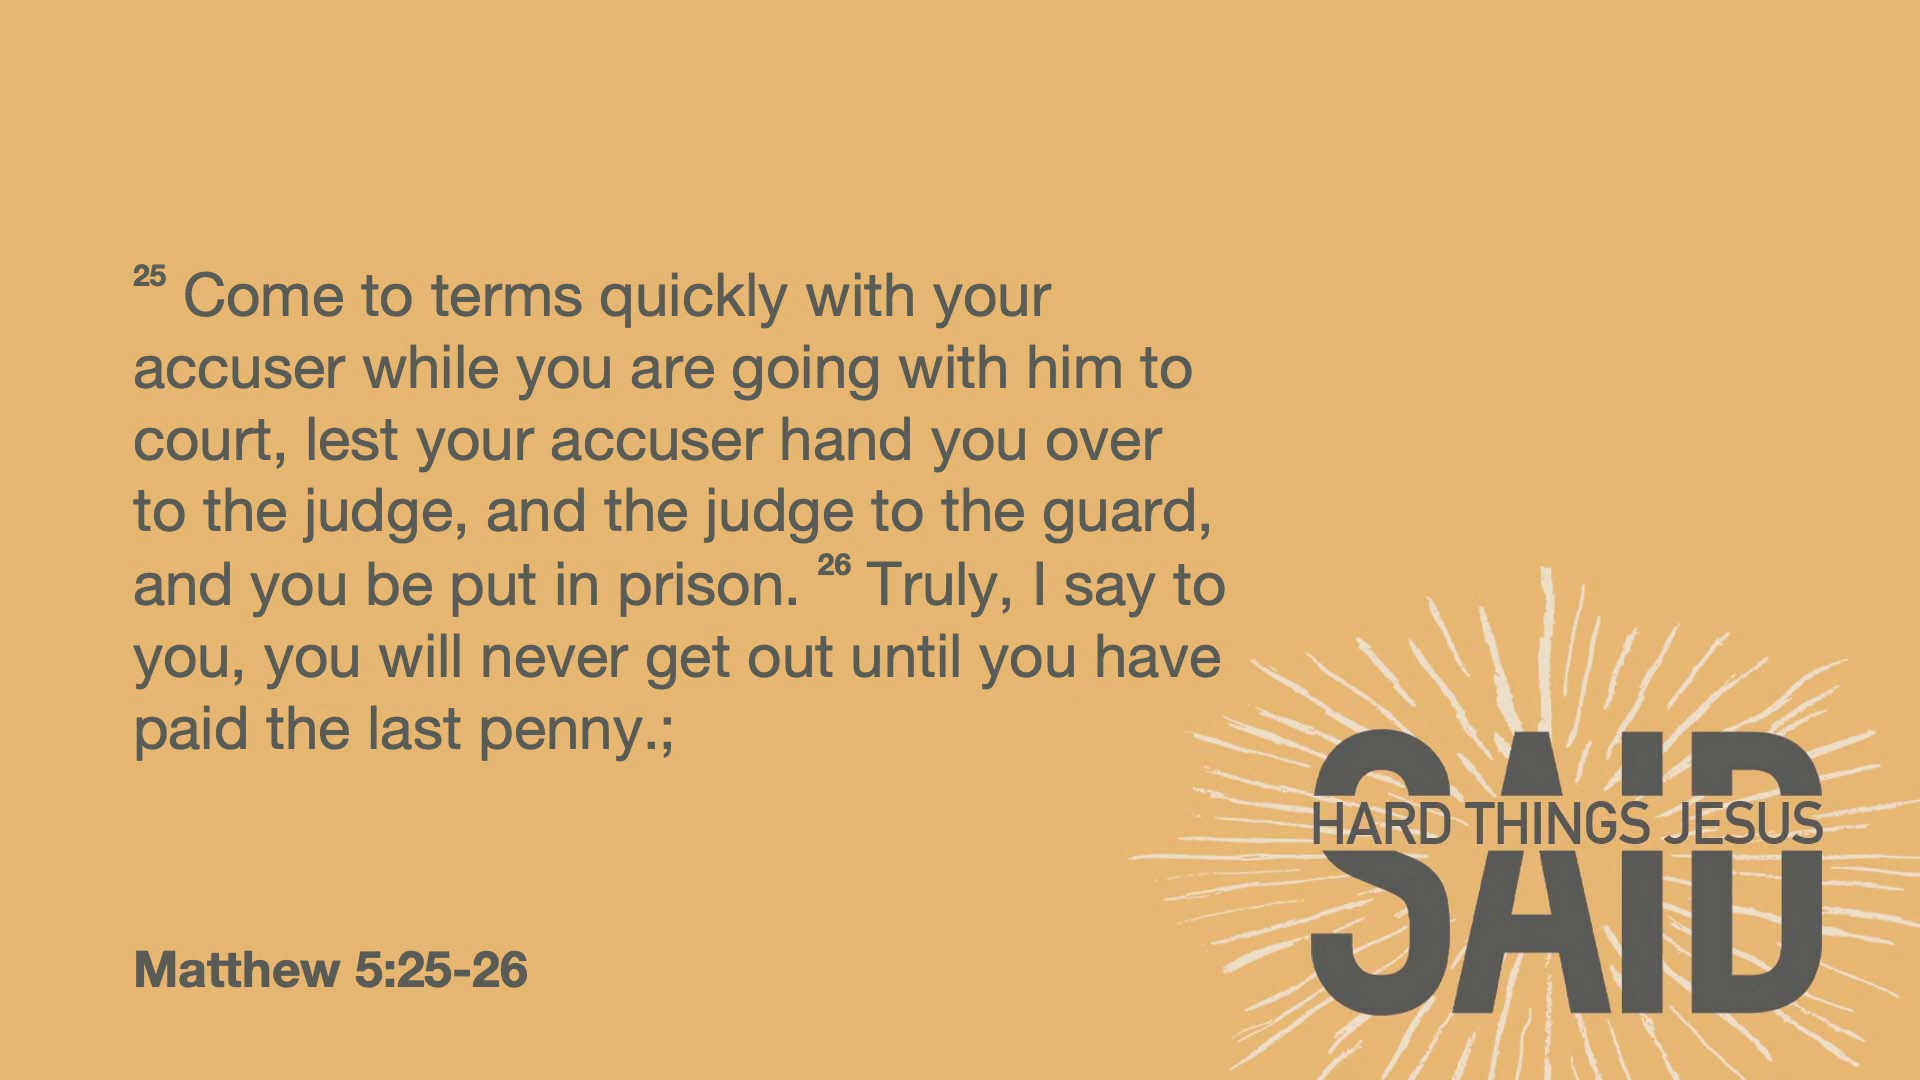 25 Come to terms quickly with your
accuser while you are going with him to
court, lest your accuser hand you over
to the judge, and the judge to the guard,
and you be put in prison. 26 Truly, I say to
you, you will never get out until you have
paid the last penny.;
HARD THINGS JESUS
SAID
Matthew 5:25-26